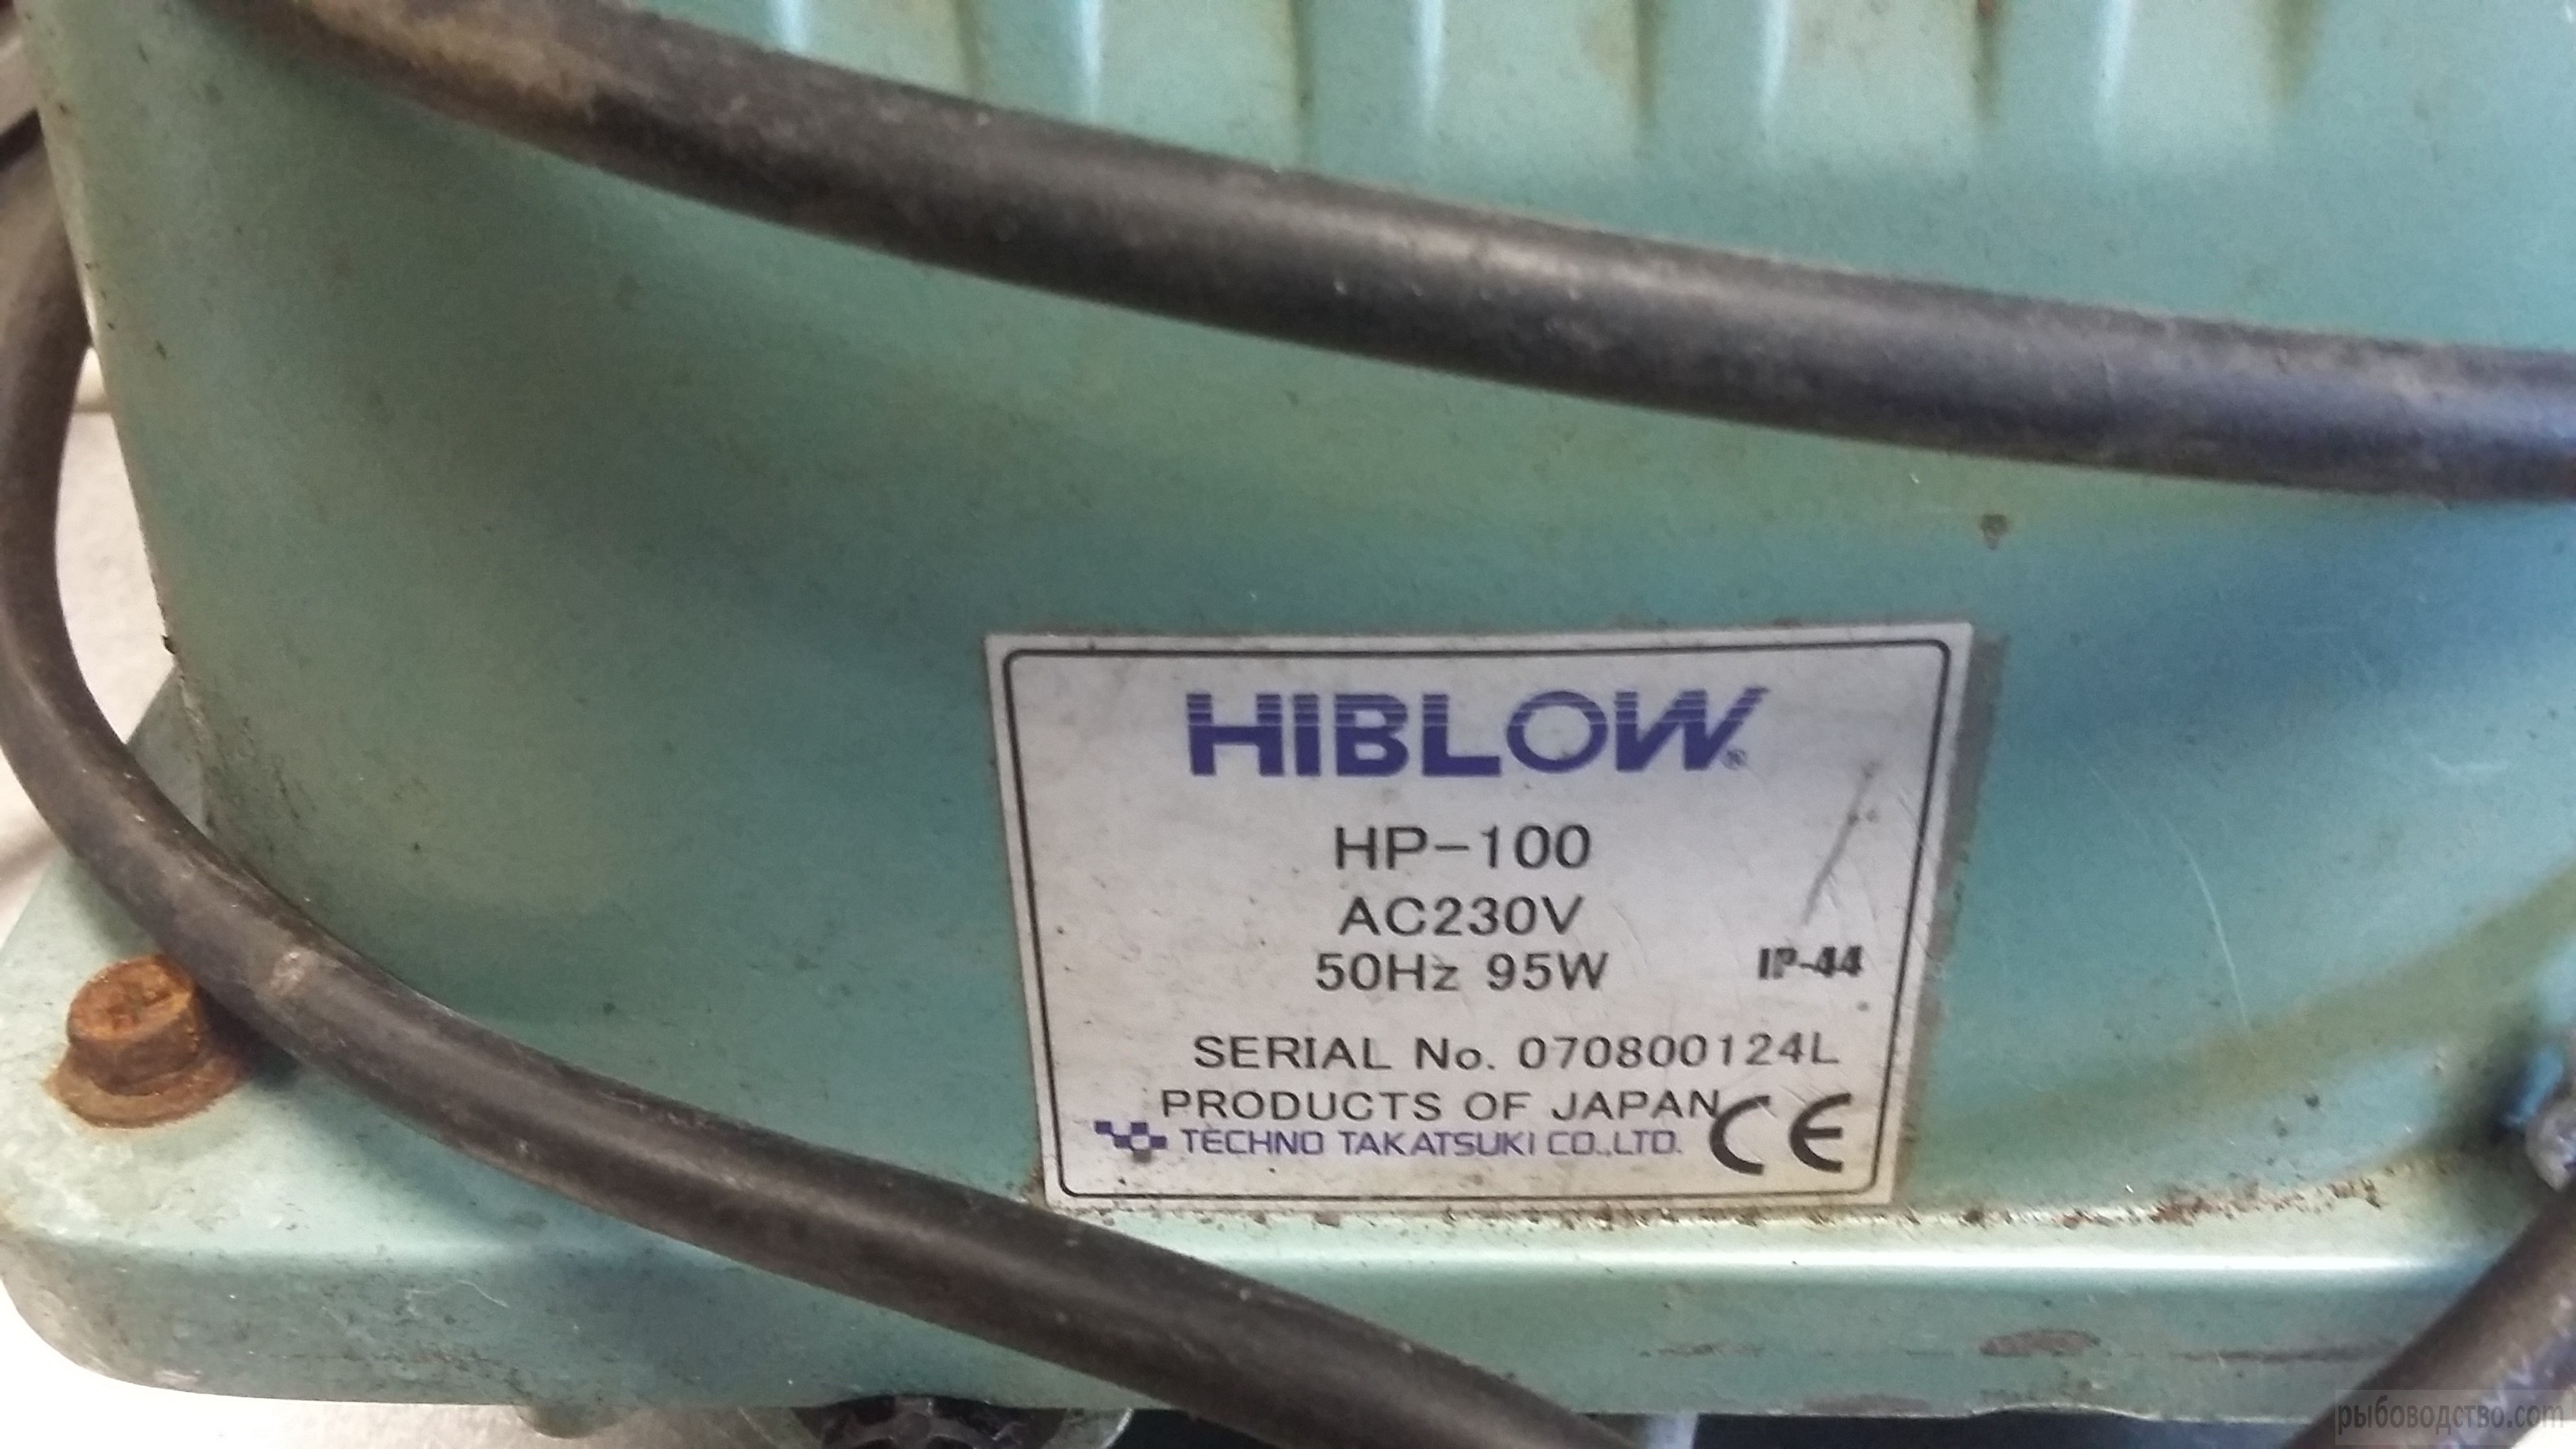 HIBLOW®
HP-100
AC230V
50Hz 95W IP-44
SERIAL No. 070800124L
PRODUCTS OF JAPAN
TECHNO TAKATSUKI CO.,LTD. CE
рыбоводство.com